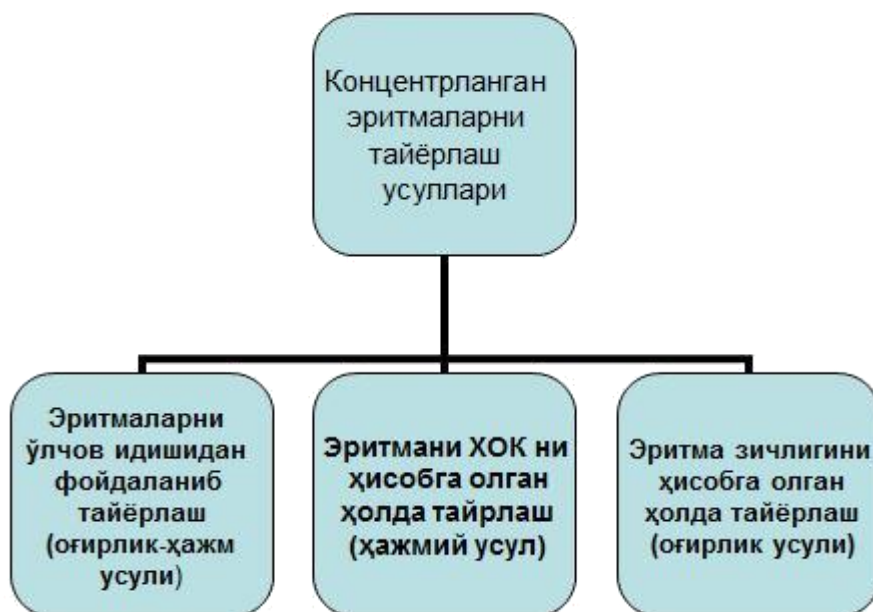 Концентрланган
эритмаларни
тайёрлаш
усуллари
Эритмаларни
ўлчов идишидан
фойдаланиб
тайёрлаш
(оғирлик-ҳажм
усули)
Эритмани ХОК ни
ҳисобга олган
ҳолда тайрлаш
(ҳажмий усул)
Эритма зичлигини
ҳисобга олган
ҳолда тайёрлаш
(оғирлик усули)